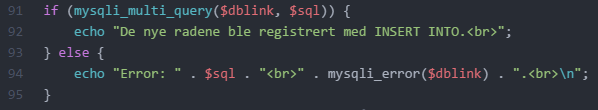 91 if (mysqli_multi_query($dblink, $sql)) {
92 echo "De nye radene ble registrert med INSERT INTO.<br>";
93 } else {
94 echo "Error: " . $sql . "<br>" . mysqli_error($dblink) . ".<br>\n";
95 }